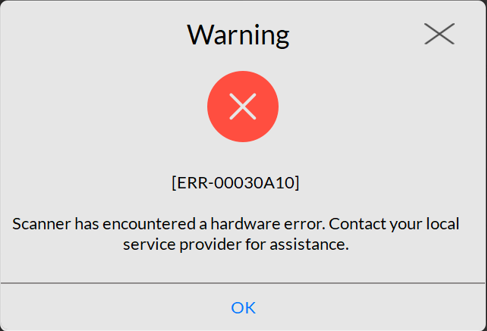 Warning
[ERR-00030A10]
Scanner has encountered a hardware error. Contact your local
service provider for assistance.
OK